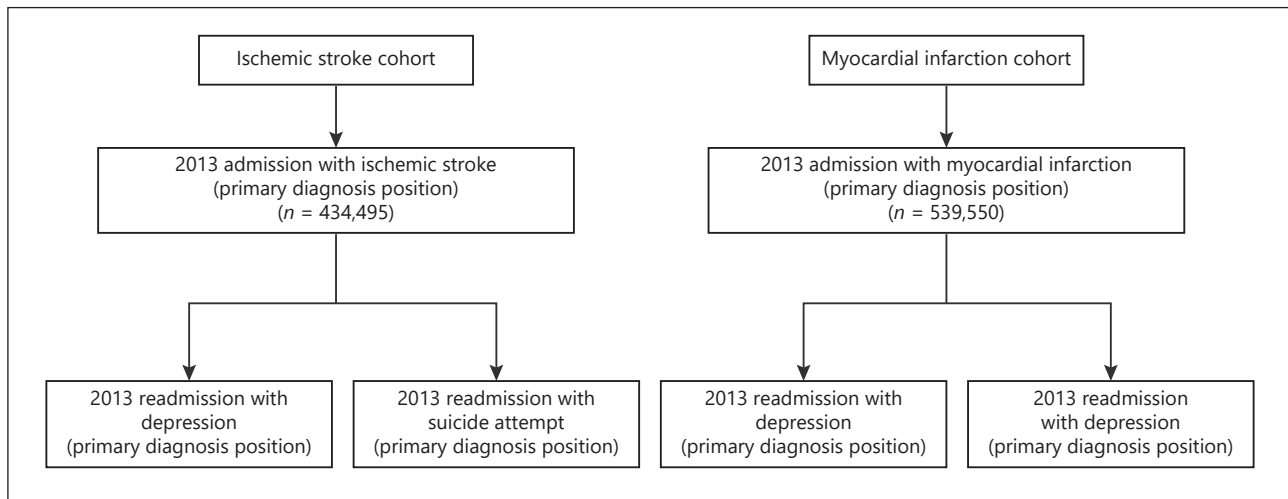 Ischemic stroke cohort
2013 admission with ischemic stroke
(primary diagnosis position)
(n = 434,495)
2013 readmission with
depression
(primary diagnosis position)
2013 readmission with
suicide attempt
(primary diagnosis position)
Myocardial infarction cohort
2013 admission with myocardial infarction
(primary diagnosis position)
(n = 539,550)
2013 readmission with
depression
(primary diagnosis position)
2013 readmission
with depression
(primary diagnosis position)